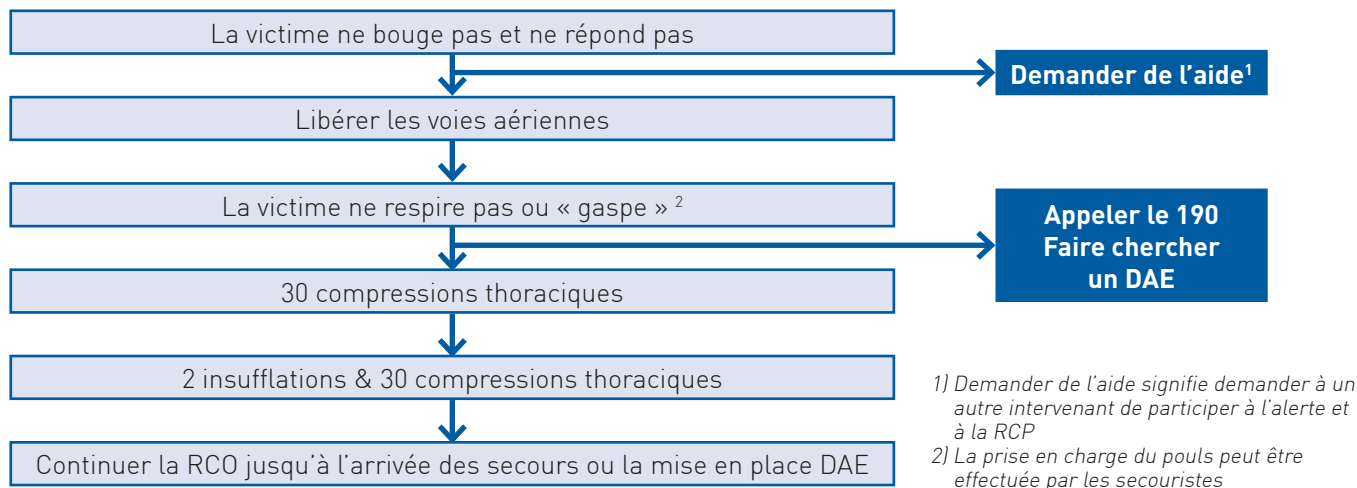 La victime ne bouge pas et ne répond pas
Demander de l'aide¹
Libérer les voies aériennes
La victime ne respire pas ou « gaspe » ²
Appeler le 190
Faire chercher
un DAE
30 compressions thoraciques
2 insufflations & 30 compressions thoraciques
Continuer la RCO jusqu'à l'arrivée des secours ou la mise en place DAE
1) Demander de l'aide signifie demander à un
autre intervenant de participer à l'alerte et
à la RCP
2) La prise en charge du pouls peut être
effectuée par les secouristes